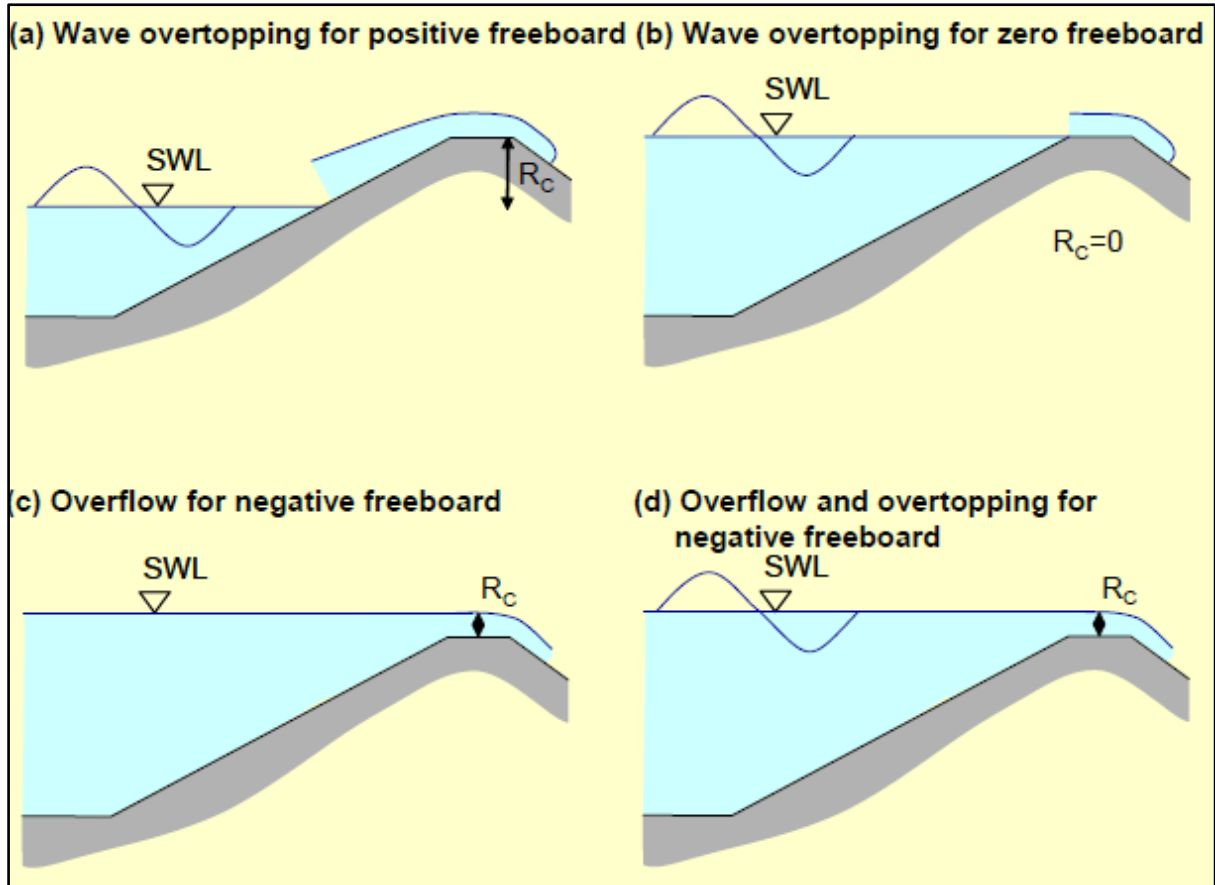 (a) Wave overtopping for positive freeboard
SWL
R_C
(b) Wave overtopping for zero freeboard
SWL
R_C=0
(c) Overflow for negative freeboard
SWL
R_C
(d) Overflow and overtopping for
negative freeboard
SWL
R_C